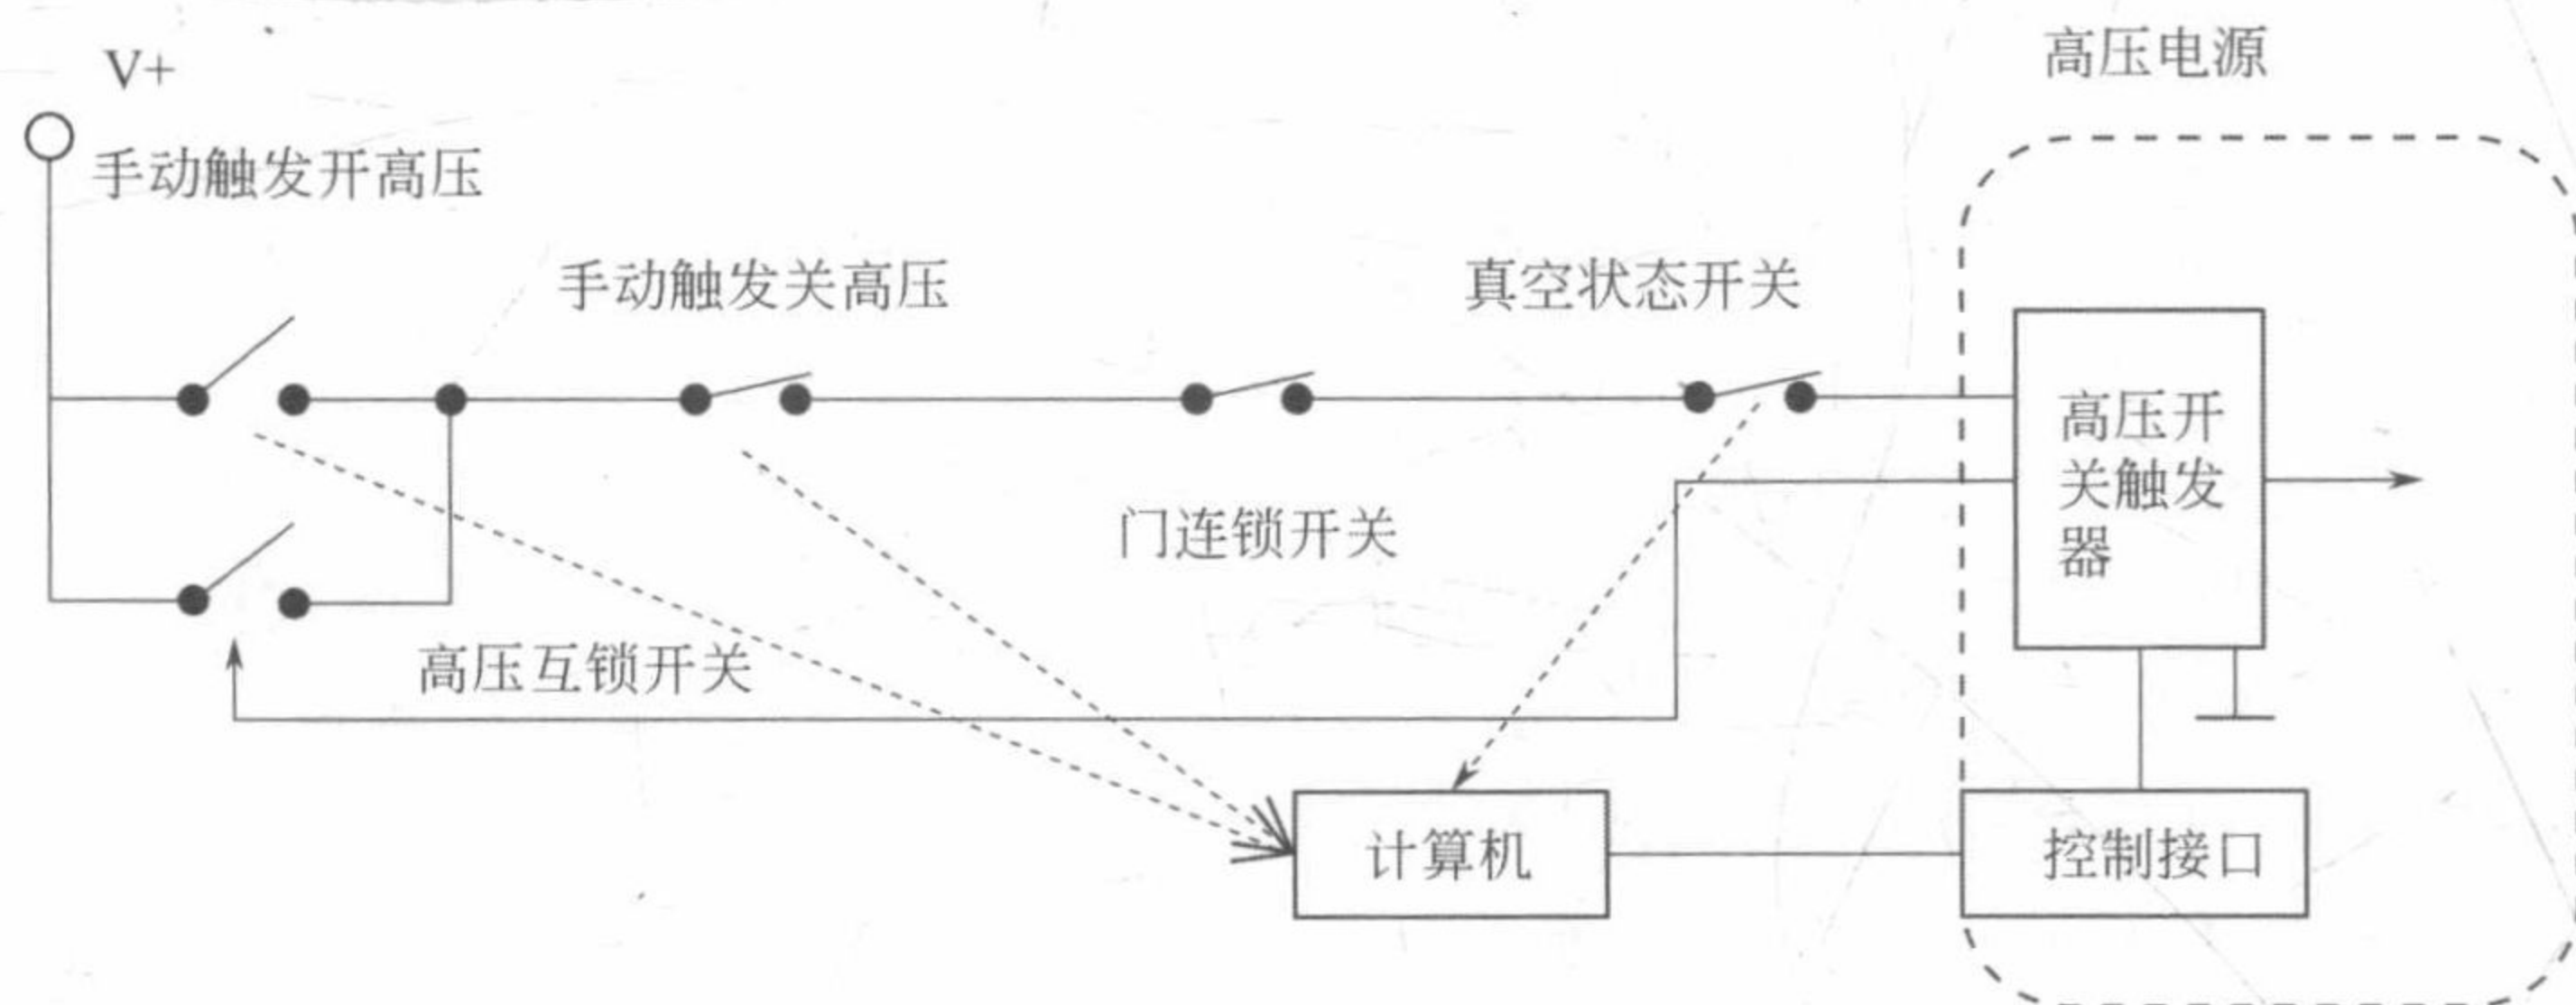 V+
高压电源
手动触发开高压
手动触发关高压
真空状态开关
高压开
关触发
器
门连锁开关
高压互锁开关
计算机
控制接口